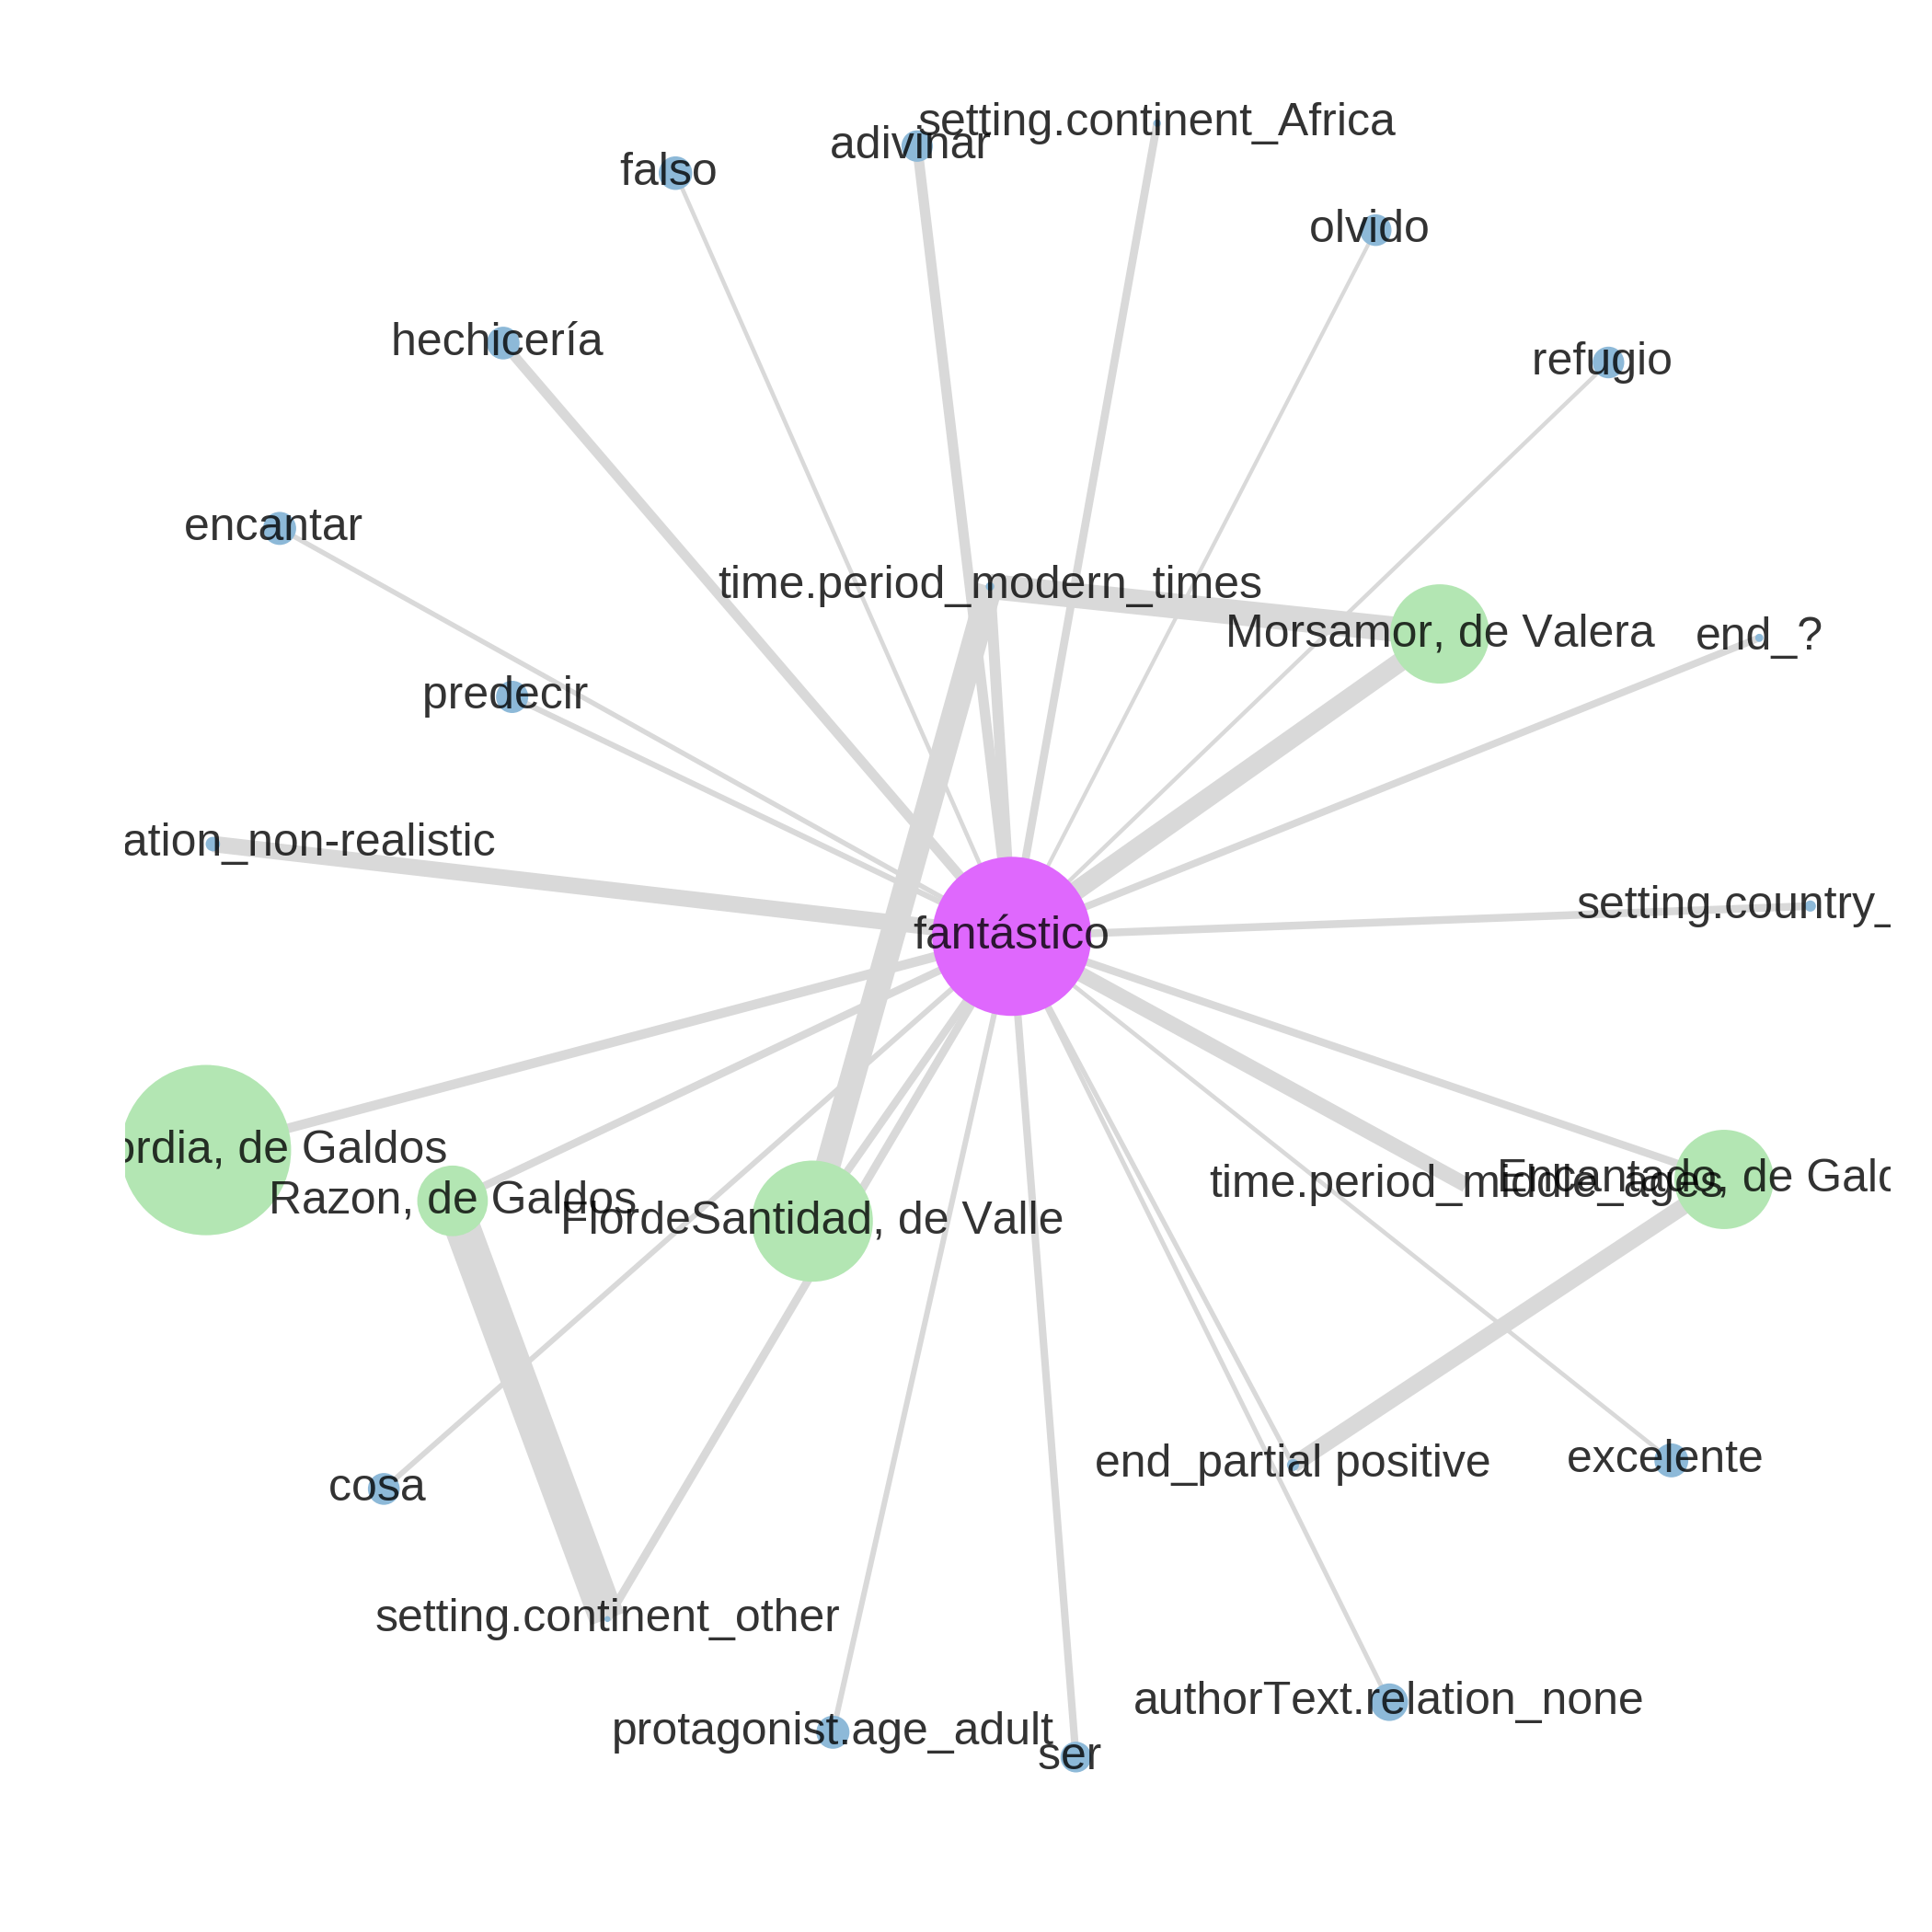 setting.continent_Africa
adivinar
falso
olvido
hechicería
refugio
encantar
time.period_modern_times
Morsamor, de Valera
end_?
predecir
ation_non-realistic
setting.country_
fantástico
ordia, de Galdos
Razon, de Galdos
FlordeSantidad, de Valle
time.period_middle_ages
Encantado, de Gald
end_partial positive
excelente
cosa
setting.continent_other
authorText.relation_none
protagonist.age_adult
ser